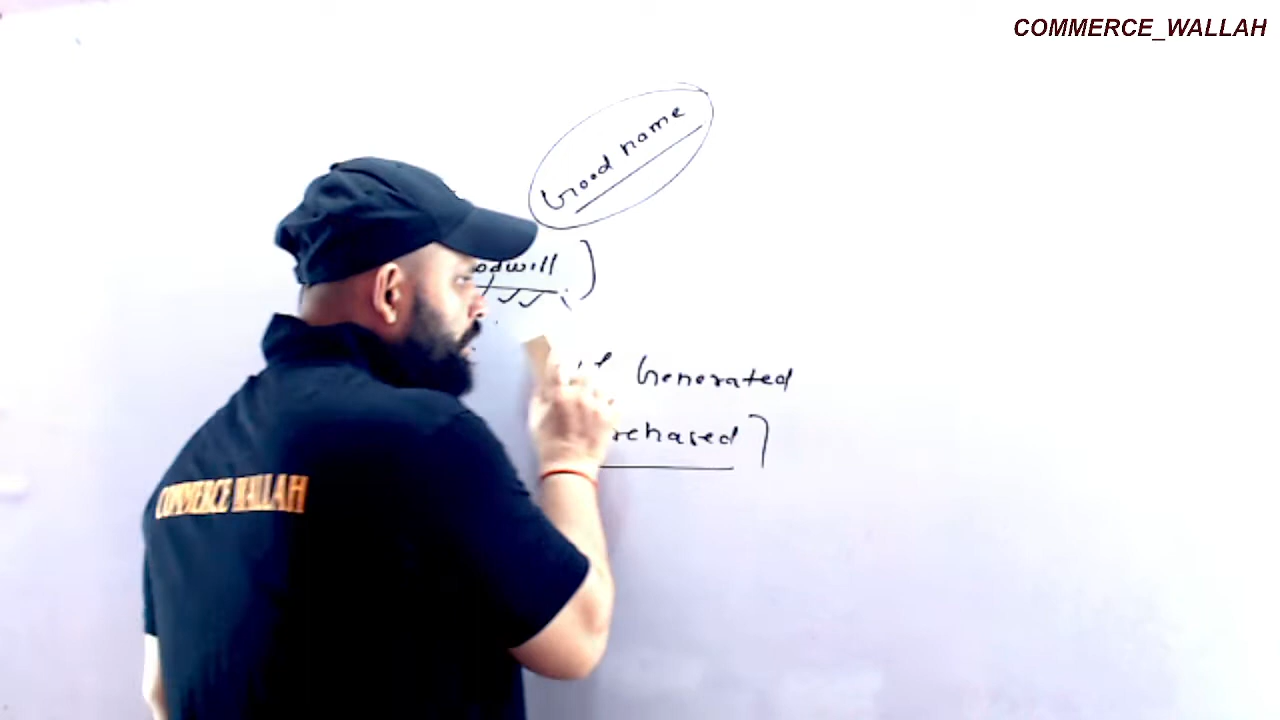 COMMERCE_WALLAH
Good name
odwill )
Generated
rchased ]
COMMERCE WALLAH